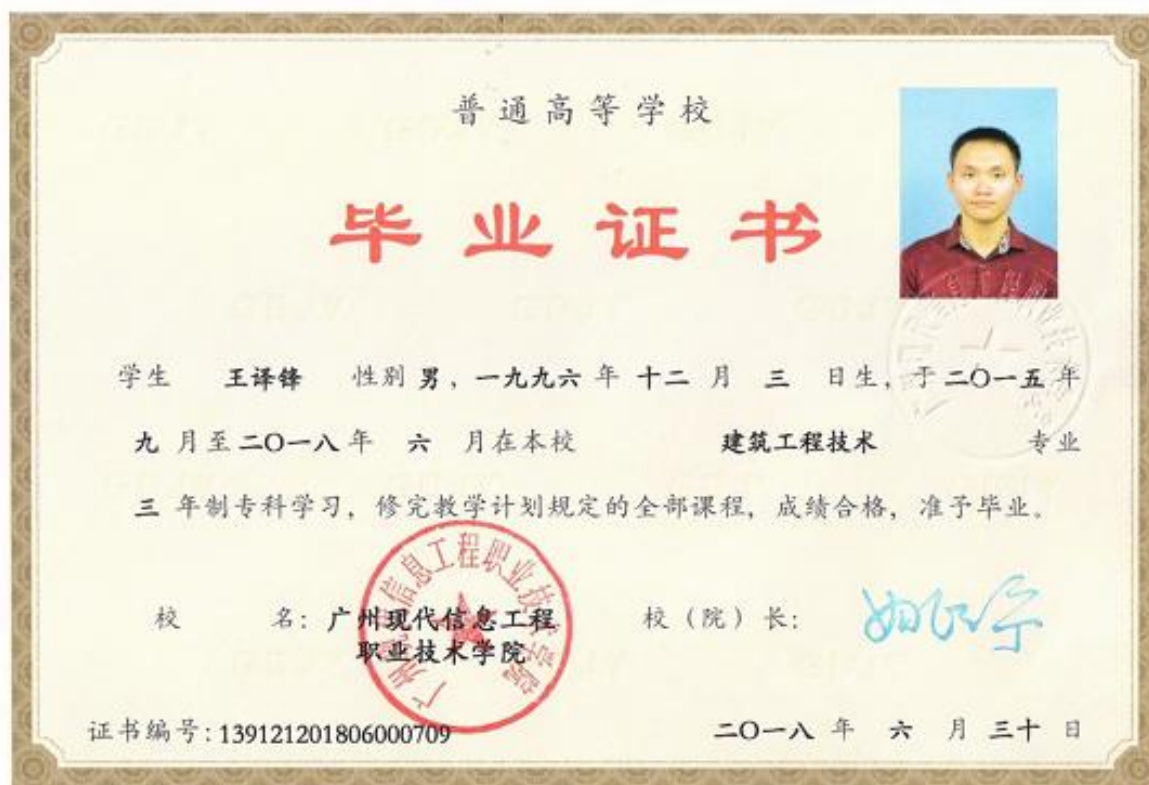 普通高等学校
毕业证书
学生 王译锋 性别 男，一九九六 年 十二 月 三 日生，于 二〇一五 年
九 月至 二〇一八 年 六 月在本校 建筑工程技术 专业
三 年制专科学习，修完教学计划规定的全部课程，成绩合格，准予毕业。
校 名：广州现代信息工程 校（院）长：
职业技术学院
证书编号：139121201806000709 二〇一八 年 六 月 三十 日